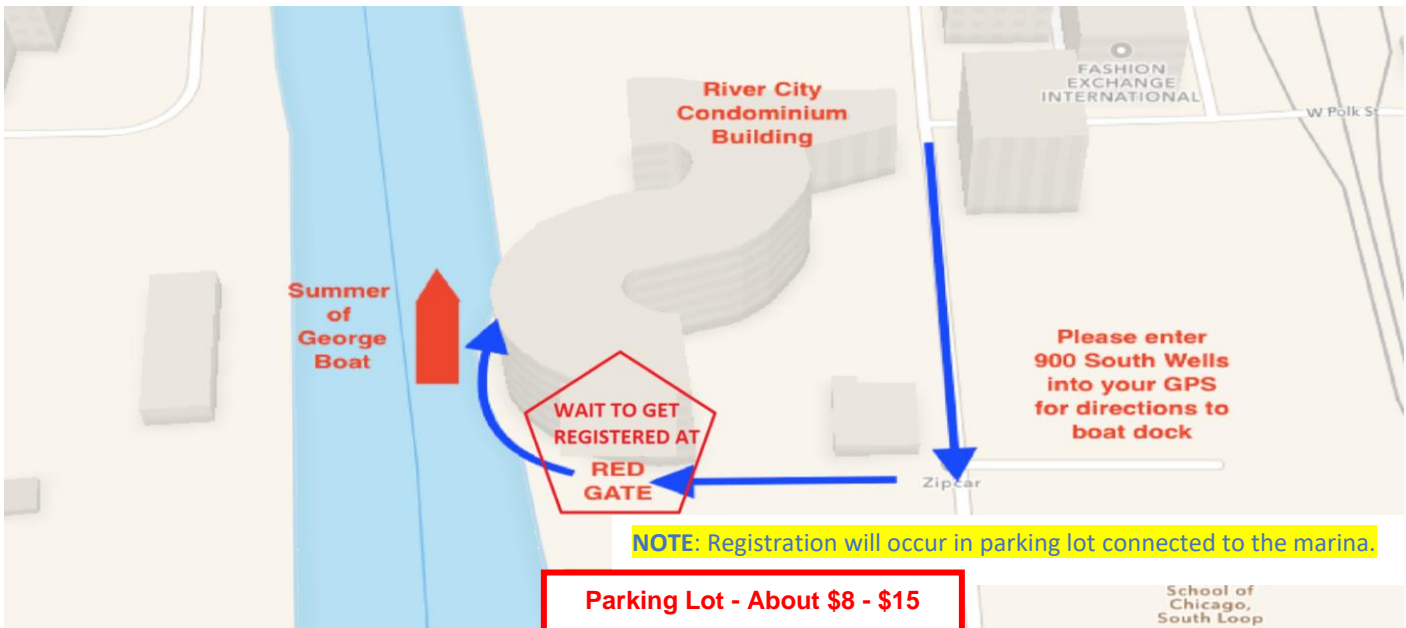 FASHION
EXCHANGE
INTERNATIONAL
W Polk St
River City
Condominium
Building
Summer
of
George
Boat
Please enter
900 South Wells
into your GPS
for directions to
boat dock
WAIT TO GET
REGISTERED AT
RED
GATE
Zipcar
NOTE: Registration will occur in parking lot connected to the marina.
Parking Lot - About $8 - $15
School of
Chicago,
South Loop